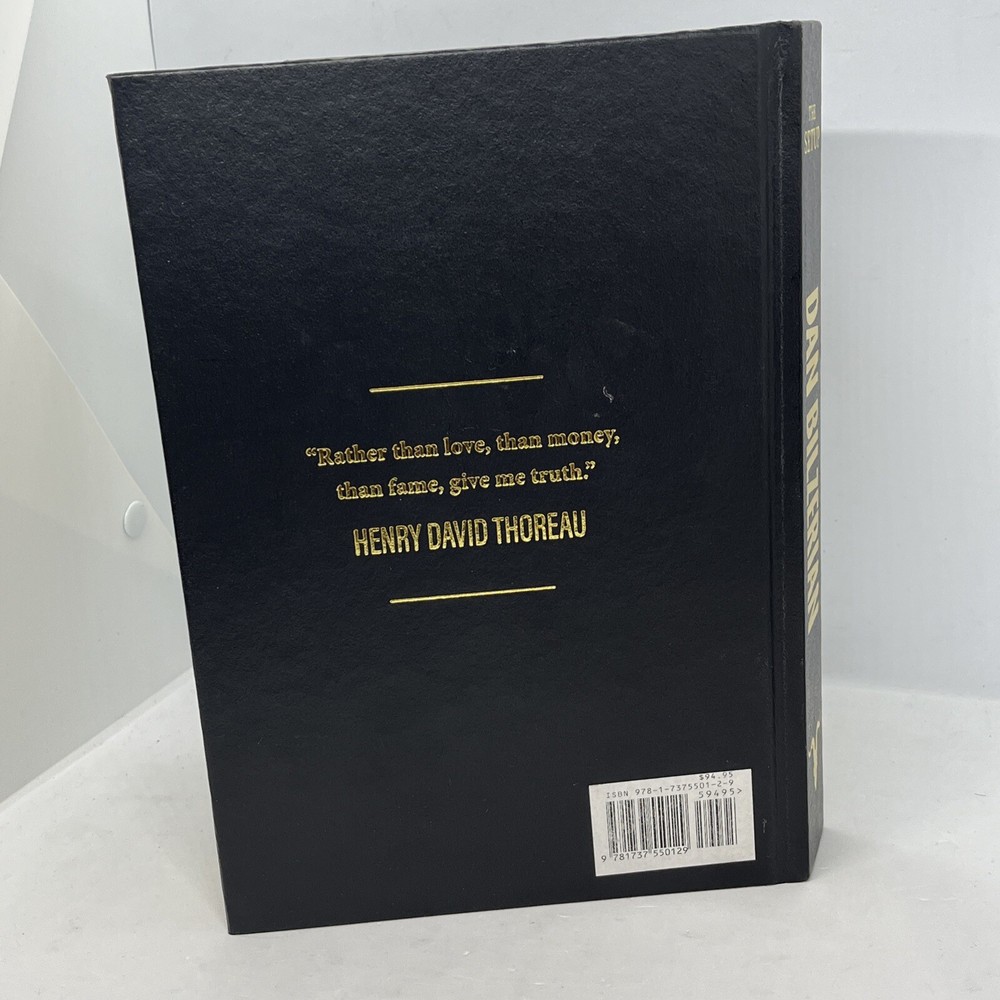 “Rather than love, than money,
than fame, give me truth.”
HENRY DAVID THOREAU
THE
SETUP
DAN BILZERIAN
$94.95
ISBN 978-1-7375501-2-9
59495>
9 781737 550129